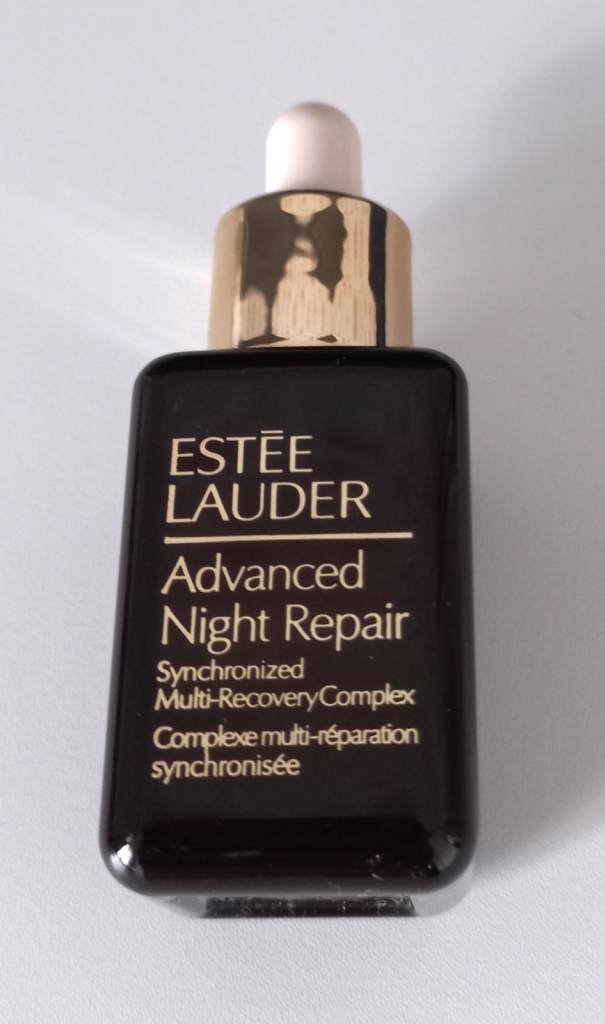 ESTĒE
LAUDER
Advanced
Night Repair
Synchronized
Multi-Recovery Complex
Complexe multi-réparation
synchronisée